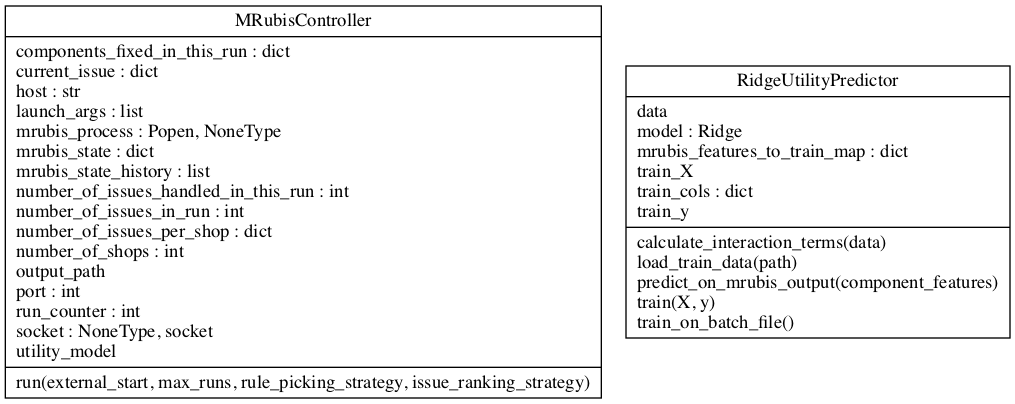 MRubisController
components_fixed_in_this_run : dict
current_issue : dict
host : str
launch_args : list
mrubis_process : Popen, NoneType
mrubis_state : dict
mrubis_state_history : list
number_of_issues_handled_in_this_run : int
number_of_issues_in_run : int
number_of_issues_per_shop : dict
number_of_shops : int
output_path
port : int
run_counter : int
socket : NoneType, socket
utility_model
run(external_start, max_runs, rule_picking_strategy, issue_ranking_strategy)
RidgeUtilityPredictor
data
model : Ridge
mrubis_features_to_train_map : dict
train_X
train_cols : dict
train_y
calculate_interaction_terms(data)
load_train_data(path)
predict_on_mrubis_output(component_features)
train(X, y)
train_on_batch_file()